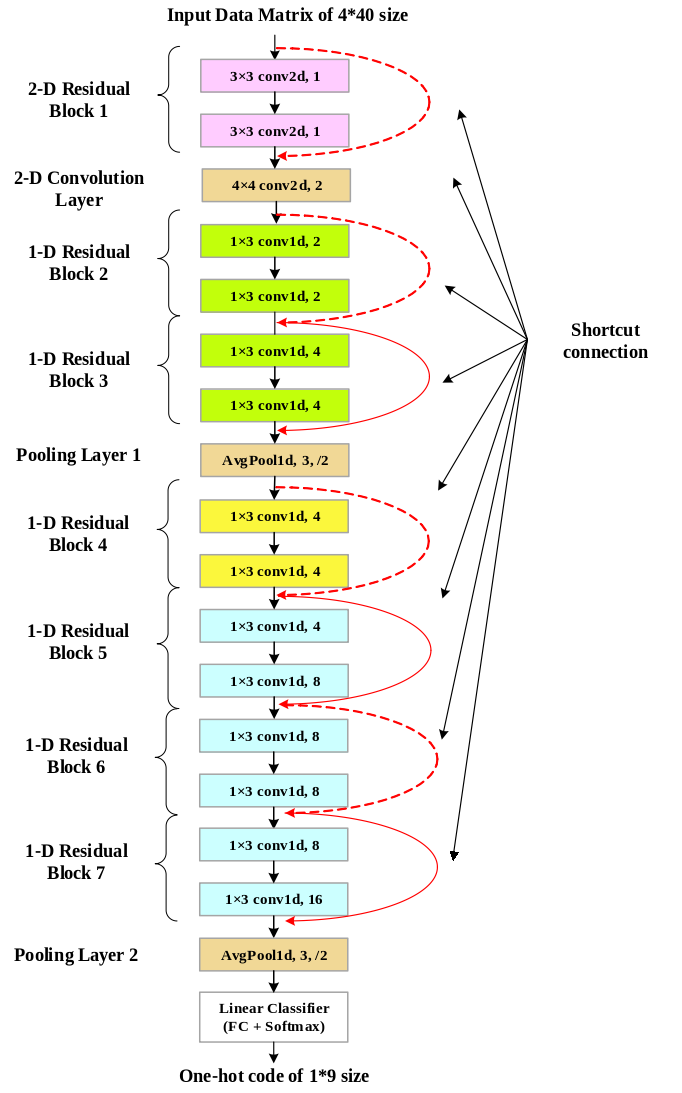 Input Data Matrix of 4*40 size
2-D Residual
Block 1
3×3 conv2d, 1
3×3 conv2d, 1
2-D Convolution
Layer
4×4 conv2d, 2
1-D Residual
Block 2
1×3 conv1d, 2
1×3 conv1d, 2
Shortcut
connection
1-D Residual
Block 3
1×3 conv1d, 4
1×3 conv1d, 4
Pooling Layer 1
AvgPool1d, 3, /2
1-D Residual
Block 4
1×3 conv1d, 4
1×3 conv1d, 4
1-D Residual
Block 5
1×3 conv1d, 4
1×3 conv1d, 8
1-D Residual
Block 6
1×3 conv1d, 8
1×3 conv1d, 8
1-D Residual
Block 7
1×3 conv1d, 8
1×3 conv1d, 16
Pooling Layer 2
AvgPool1d, 3, /2
Linear Classifier
(FC + Softmax)
One-hot code of 1*9 size